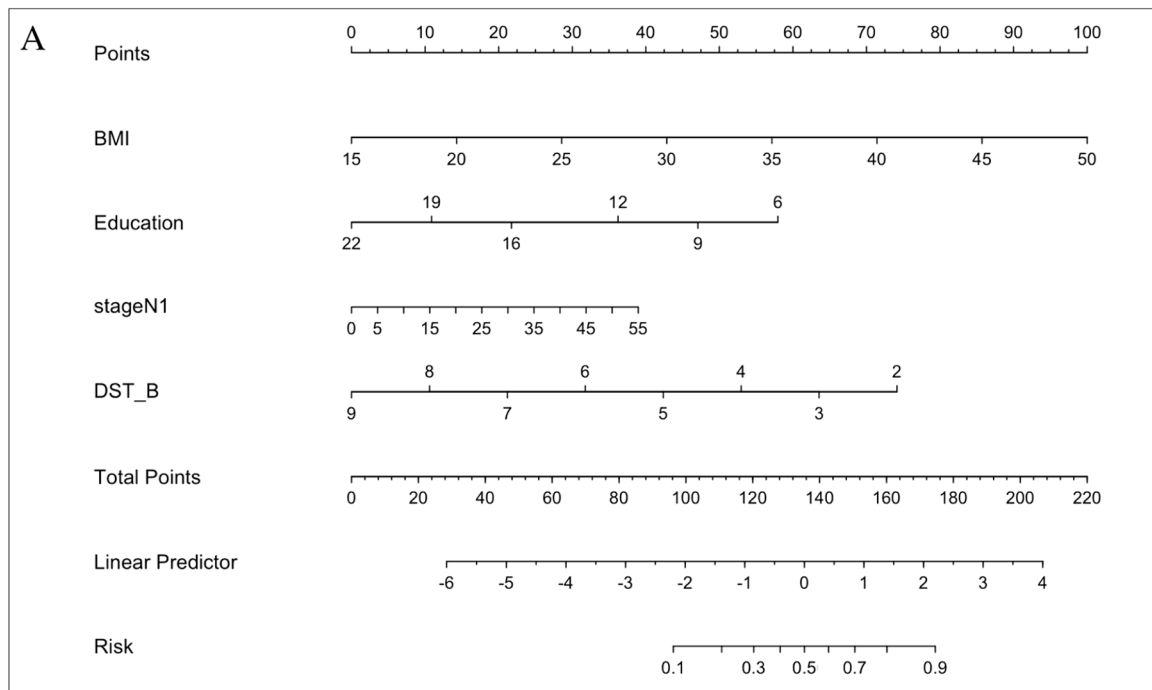 A
0 10 20 30 40 50 60 70 80 90 100
Points
BMI
15 20 25 30 35 40 45 50
19 12 6
Education
22 16 9
stageN1
0 5 15 25 35 45 55
8 6 4 2
DST_B
9 7 5 3
Total Points
0 20 40 60 80 100 120 140 160 180 200 220
Linear Predictor
-6 -5 -4 -3 -2 -1 0 1 2 3 4
Risk
0.1 0.3 0.5 0.7 0.9